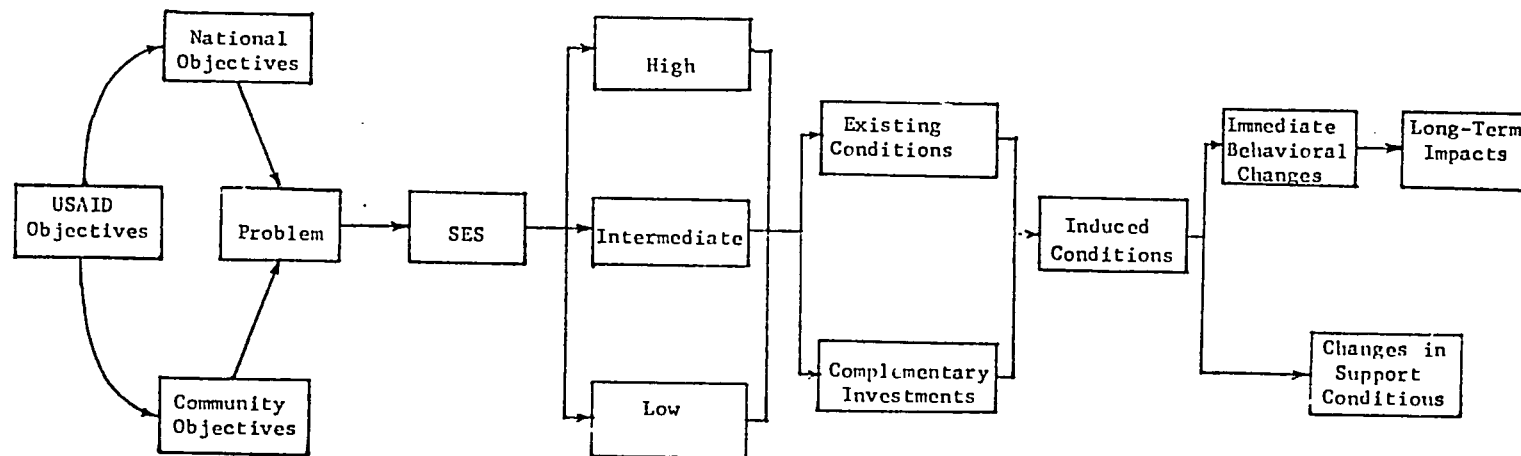 National
Objectives
USAID
Objectives
Problem
Community
Objectives
SES
High
Intermediate
Low
Existing
Conditions
Complementary
Investments
Induced
Conditions
Immediate
Behavioral
Changes
Long-Term
Impacts
Changes in
Support
Conditions